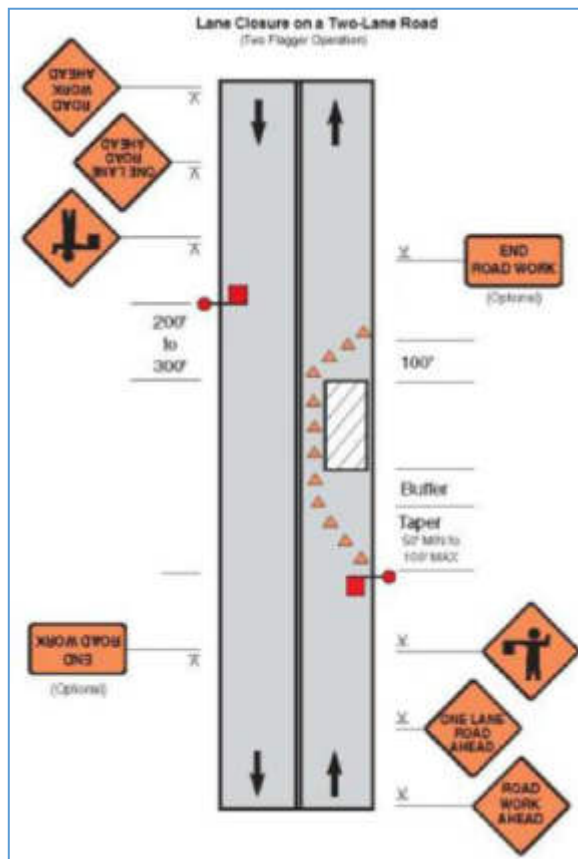 Lane Closure on a Two-Lane Road
(Two Flagger Operation)
ROAD
WORK
AHEAD
ONE LANE
ROAD
AHEAD
END
ROAD WORK
(Optional)
200'
to
300'
100'
Buffer
Taper
50' MIN to
100' MAX
END
ROAD WORK
(Optional)
ONE LANE
ROAD
AHEAD
ROAD
WORK
AHEAD